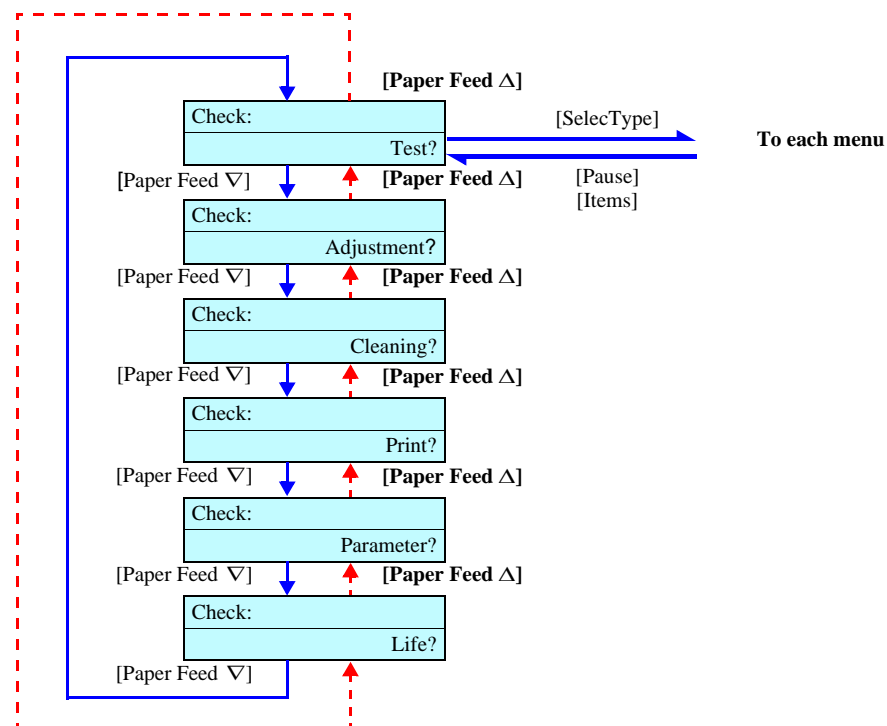 [Paper Feed ∆]
Check:
Test?
[SelecType]
To each menu
[Pause]
[Items]
[Paper Feed ∇]
[Paper Feed ∆]
Check:
Adjustment?
[Paper Feed ∇]
[Paper Feed ∆]
Check:
Cleaning?
[Paper Feed ∇]
[Paper Feed ∆]
Check:
Print?
[Paper Feed ∇]
[Paper Feed ∆]
Check:
Parameter?
[Paper Feed ∇]
[Paper Feed ∆]
Check:
Life?
[Paper Feed ∇]